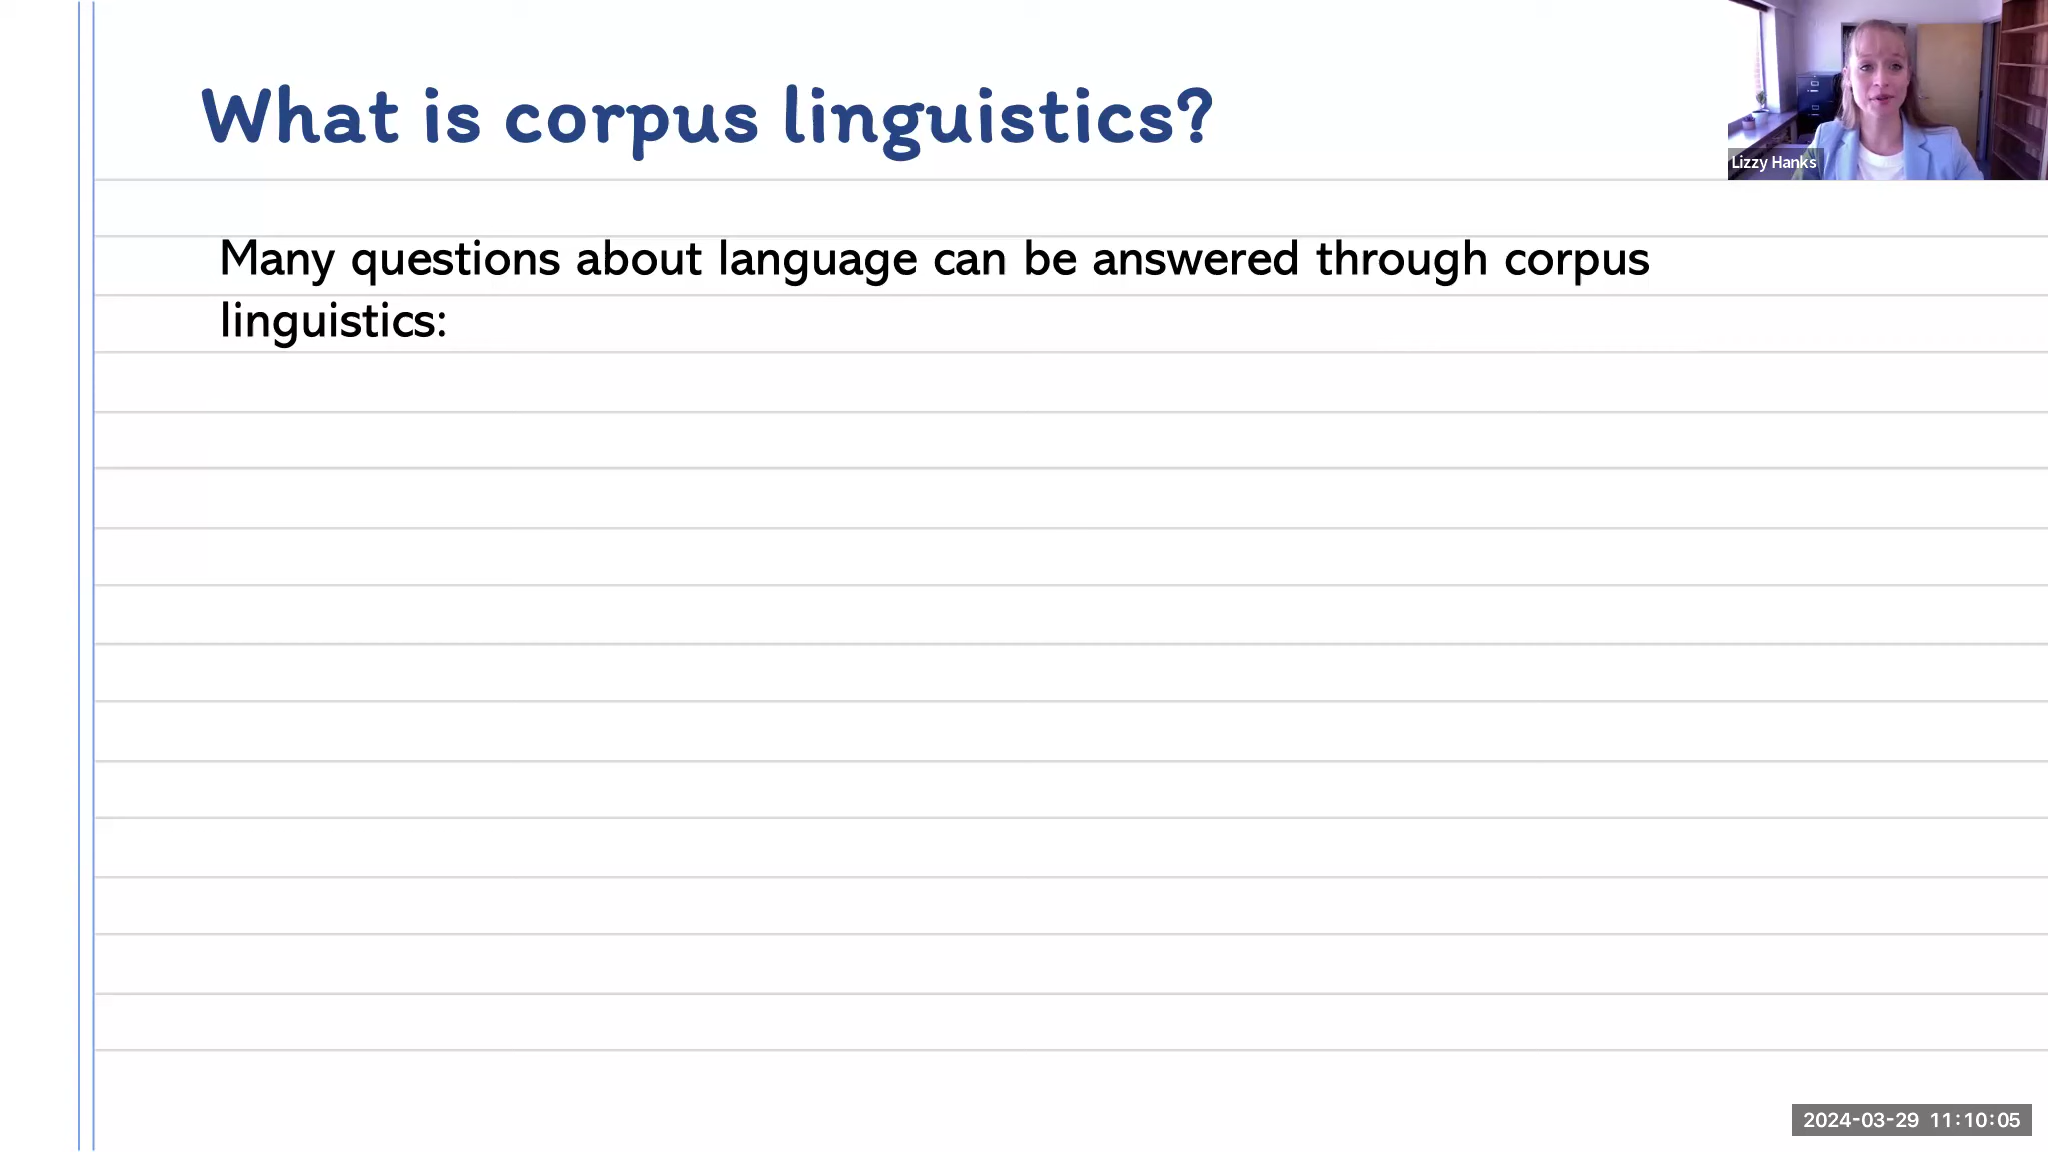 What is corpus linguistics?
Lizzy Hanks
Many questions about language can be answered through corpus
linguistics:
2024-03-29 11:10:05